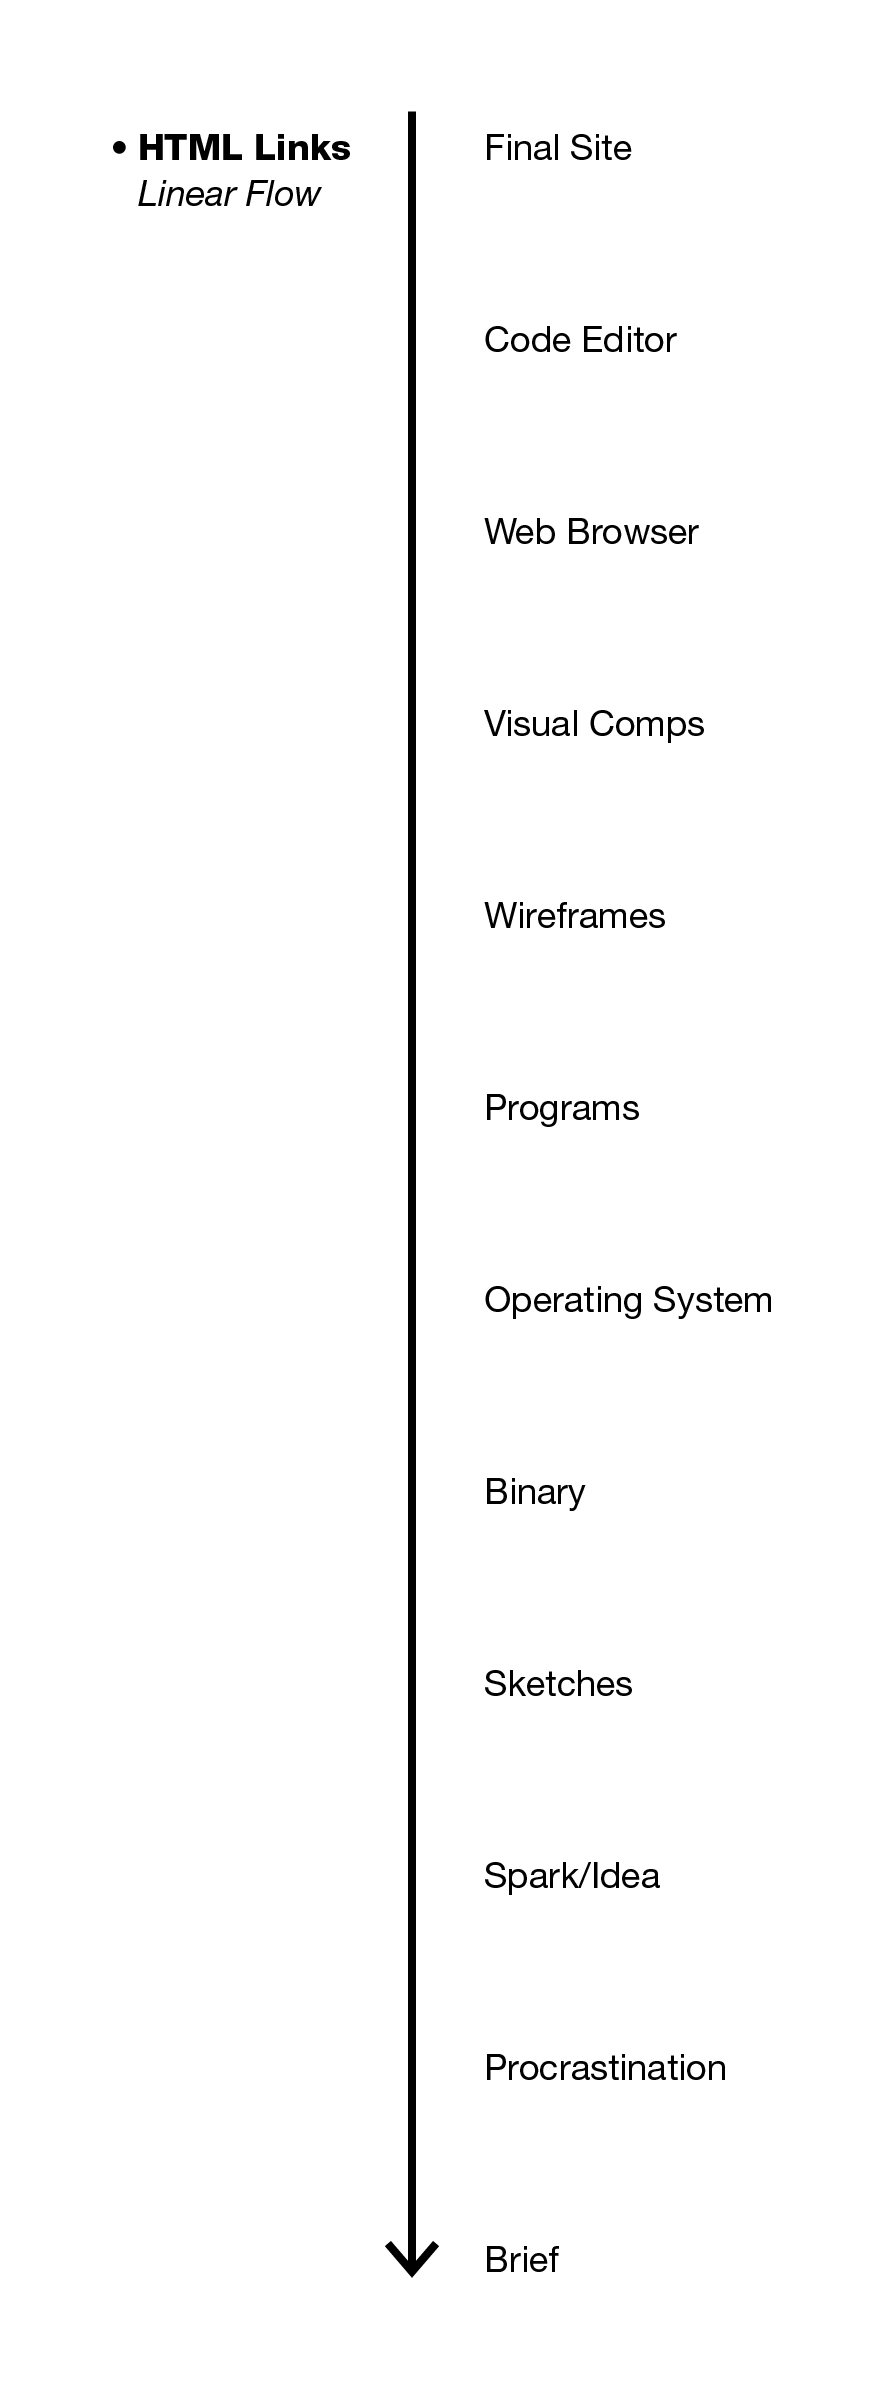 • HTML Links
Linear Flow
Final Site
Code Editor
Web Browser
Visual Comps
Wireframes
Programs
Operating System
Binary
Sketches
Spark/Idea
Procrastination
Brief